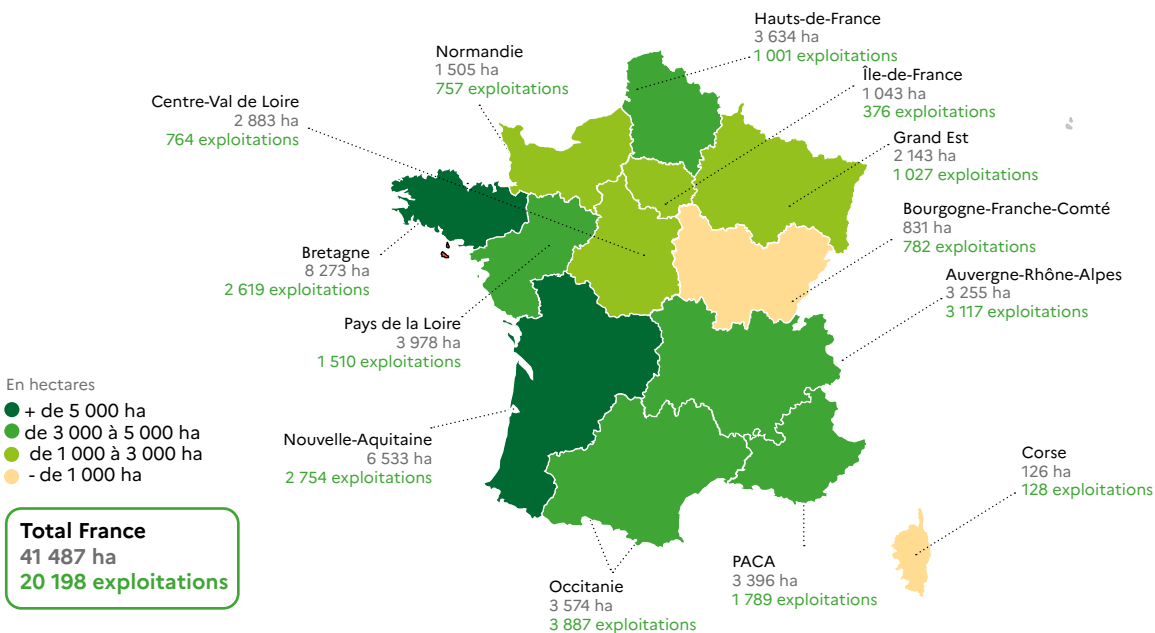 Hauts-de-France
3 634 ha
1 001 exploitations
Normandie
1 505 ha
757 exploitations
Île-de-France
1 043 ha
376 exploitations
Centre-Val de Loire
2 883 ha
764 exploitations
Grand Est
2 143 ha
1 027 exploitations
Bourgogne-Franche-Comté
831 ha
782 exploitations
Bretagne
8 273 ha
2 619 exploitations
Auvergne-Rhône-Alpes
3 255 ha
3 117 exploitations
Pays de la Loire
3 978 ha
1 510 exploitations
En hectares
+ de 5 000 ha
de 3 000 à 5 000 ha
de 1 000 à 3 000 ha
- de 1 000 ha
Nouvelle-Aquitaine
6 533 ha
2 754 exploitations
Corse
126 ha
128 exploitations
Total France
41 487 ha
20 198 exploitations
PACA
3 396 ha
1 789 exploitations
Occitanie
3 574 ha
3 887 exploitations